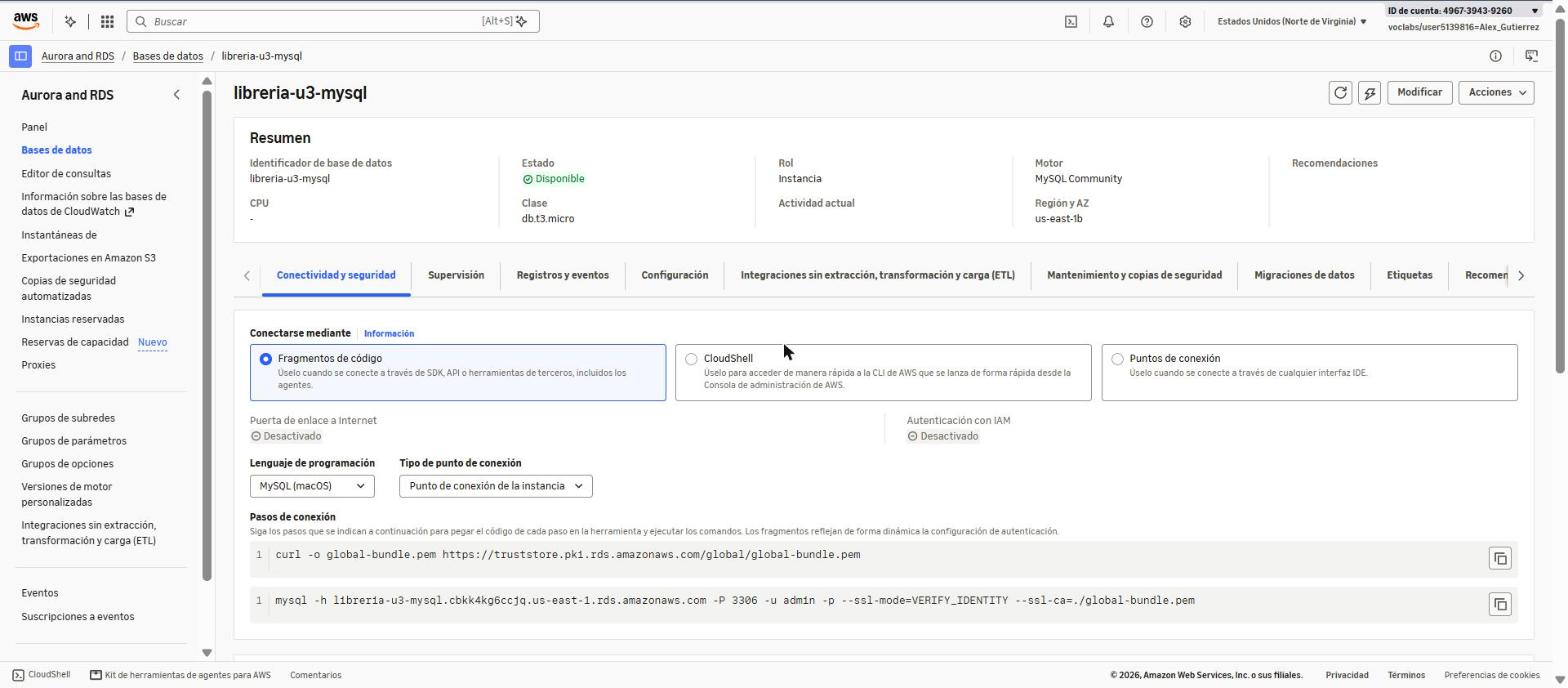 aws
Buscar
[Alt+S]
Estados Unidos (Norte de Virginia)
ID de cuenta: 4967-3943-9260
voclabs/user5139816=Alex_Gutierrez
Aurora and RDS / Bases de datos / libreria-u3-mysql
Aurora and RDS
Panel
Bases de datos
Editor de consultas
Información sobre las bases de
datos de CloudWatch
Instantáneas de
Exportaciones en Amazon S3
Copias de seguridad
automatizadas
Instancias reservadas
Reservas de capacidad Nuevo
Proxies
Grupos de subredes
Grupos de parámetros
Grupos de opciones
Versiones de motor
personalizadas
Integraciones sin extracción,
transformación y carga (ETL)
Eventos
Suscripciones a eventos
libreria-u3-mysql
Modificar
Acciones
Resumen
Identificador de base de datos
libreria-u3-mysql
CPU
-
Estado
Disponible
Clase
db.t3.micro
Rol
Instancia
Actividad actual
Motor
MySQL Community
Región y AZ
us-east-1b
Recomendaciones
Conectividad y seguridad
Supervisión
Registros y eventos
Configuración
Integraciones sin extracción, transformación y carga (ETL)
Mantenimiento y copias de seguridad
Migraciones de datos
Etiquetas
Recomen
Conectarse mediante
Información
Fragmentos de código
Úselo cuando se conecte a través de SDK, API o herramientas de terceros, incluidos los
agentes.
CloudShell
Úselo para acceder de manera rápida a la CLI de AWS que se lanza de forma rápida desde la
Consola de administración de AWS.
Puntos de conexión
Úselo cuando se conecte a través de cualquier interfaz IDE.
Puerta de enlace a Internet
Desactivado
Autenticación con IAM
Desactivado
Lenguaje de programación
MySQL (macOS)
Tipo de punto de conexión
Punto de conexión de la instancia
Pasos de conexión
Siga los pasos que se indican a continuación para pegar el código de cada paso en la herramienta y ejecutar los comandos. Los fragmentos reflejan de forma dinámica la configuración de autenticación.
1 curl -o global-bundle.pem https://truststore.pki.rds.amazonaws.com/global/global-bundle.pem
1 mysql -h libreria-u3-mysql.cbkk4kg6ccjq.us-east-1.rds.amazonaws.com -P 3306 -u admin -p --ssl-mode=VERIFY_IDENTITY --ssl-ca=./global-bundle.pem
CloudShell
Kit de herramientas de agentes para AWS
Comentarios
© 2026, Amazon Web Services, Inc. o sus filiales.
Privacidad
Términos
Preferencias de cookies